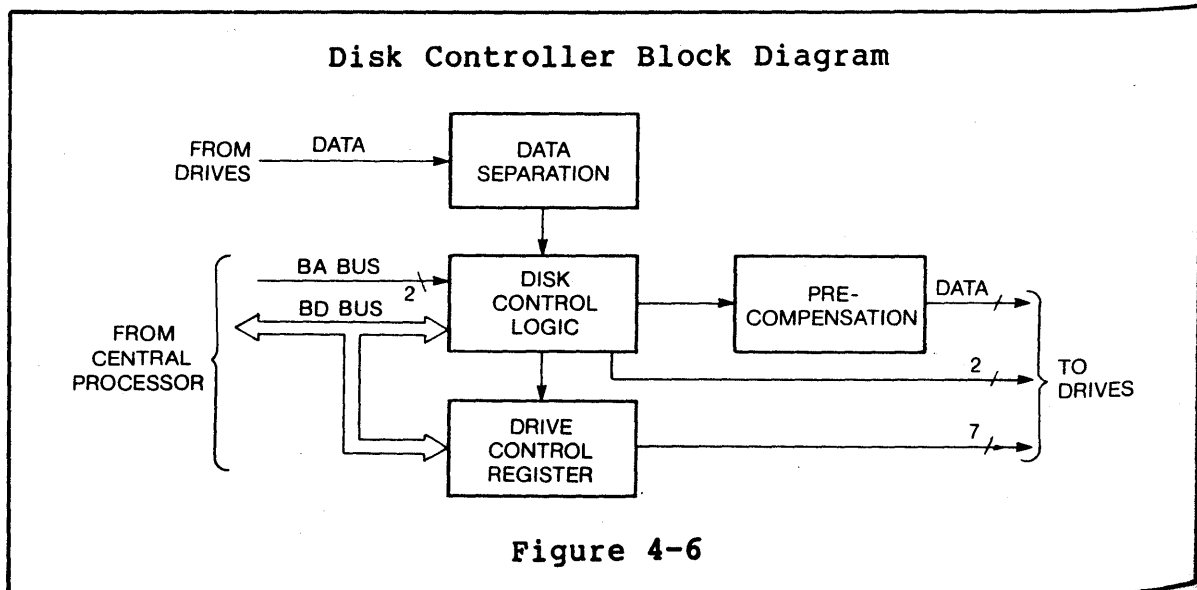 Disk Controller Block Diagram
FROM
DRIVES
DATA
DATA
SEPARATION
FROM
CENTRAL
PROCESSOR
BA BUS
2
BD BUS
DISK
CONTROL
LOGIC
PRE-
COMPENSATION
DATA
2
TO
DRIVES
DRIVE
CONTROL
REGISTER
7
Figure 4-6